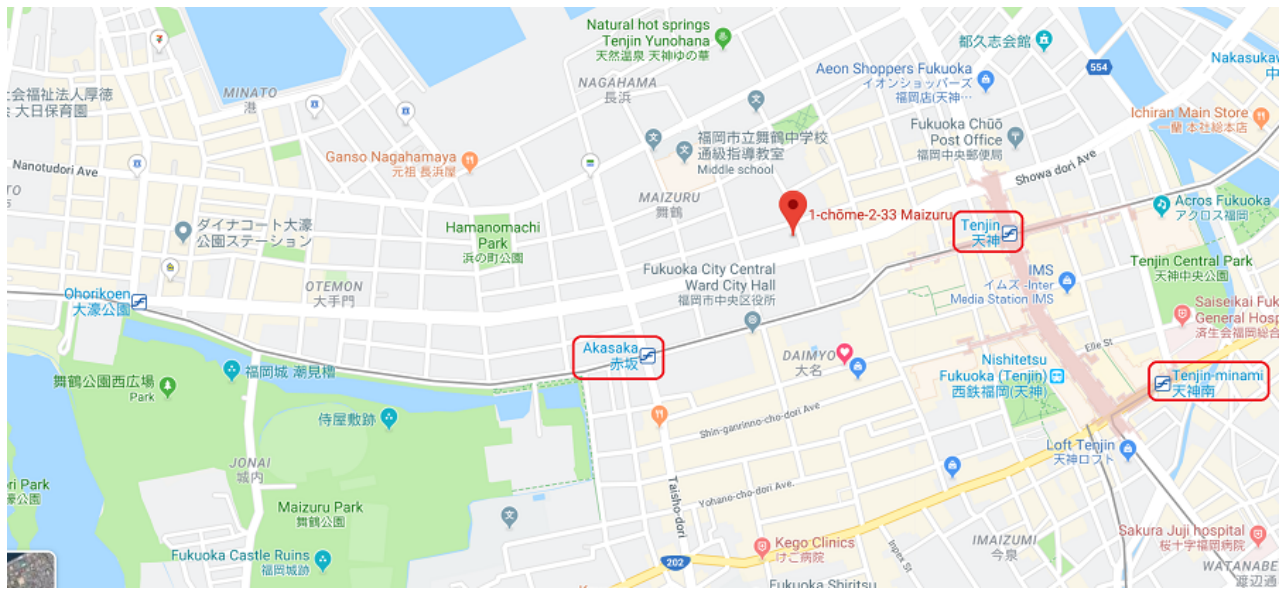 Natural hot springs
Tenjin Yunohana
天然温泉 天神ゆの華
都久志会館
554
Nakasukaw
中
NAGAHAMA
長浜
Aeon Shoppers Fukuoka
イオンショッパーズ
福岡店(天神…
MINATO
港
社会福祉法人厚徳
会 大日保育園
Ichiran Main Store
一蘭 本社総本店
Fukuoka Chūō
Post Office
福岡中央郵便局
福岡市立舞鶴中学校
通級指導教室
Middle school
Ganso Nagahamaya
元祖 長浜屋
Nanotudori Ave
Showa dori Ave
MAIZURU
舞鶴
1-chōme-2-33 Maizuru
Acros Fukuoka
アクロス福岡
Tenjin
天神
ダイナコート大濠
公園ステーション
Hamanomachi
Park
浜の町公園
Tenjin Central Park
天神中央公園
Fukuoka City Central
Ward City Hall
福岡市中央区役所
IMS
イムズ -Inter
Media Station IMS
OTEMON
大手門
Ohorikoen
大濠公園
Saiseikai Fuk
General Hosp
済生会福岡総合
Elle St
Akasaka
赤坂
DAIMYO
大名
Nishitetsu
Fukuoka (Tenjin)
西鉄福岡(天神)
Tenjin-minami
天神南
福岡城 潮見櫓
舞鶴公園西広場
Park
侍屋敷跡
Shin-ganrinno-cho-dori Ave
Loft Tenjin
天神ロフト
JONAI
城内
ri Park
濠公園
Taisho-dori
Yohano-cho-dori Ave.
Maizuru Park
舞鶴公園
Sakura Juji hospital
桜十字福岡病院
Kego Clinics
けご病院
Inpex St
IMAIZUMI
今泉
Fukuoka Castle Ruins
福岡城跡
202
WATANABE
渡辺通
Fukuoka Shiritsu